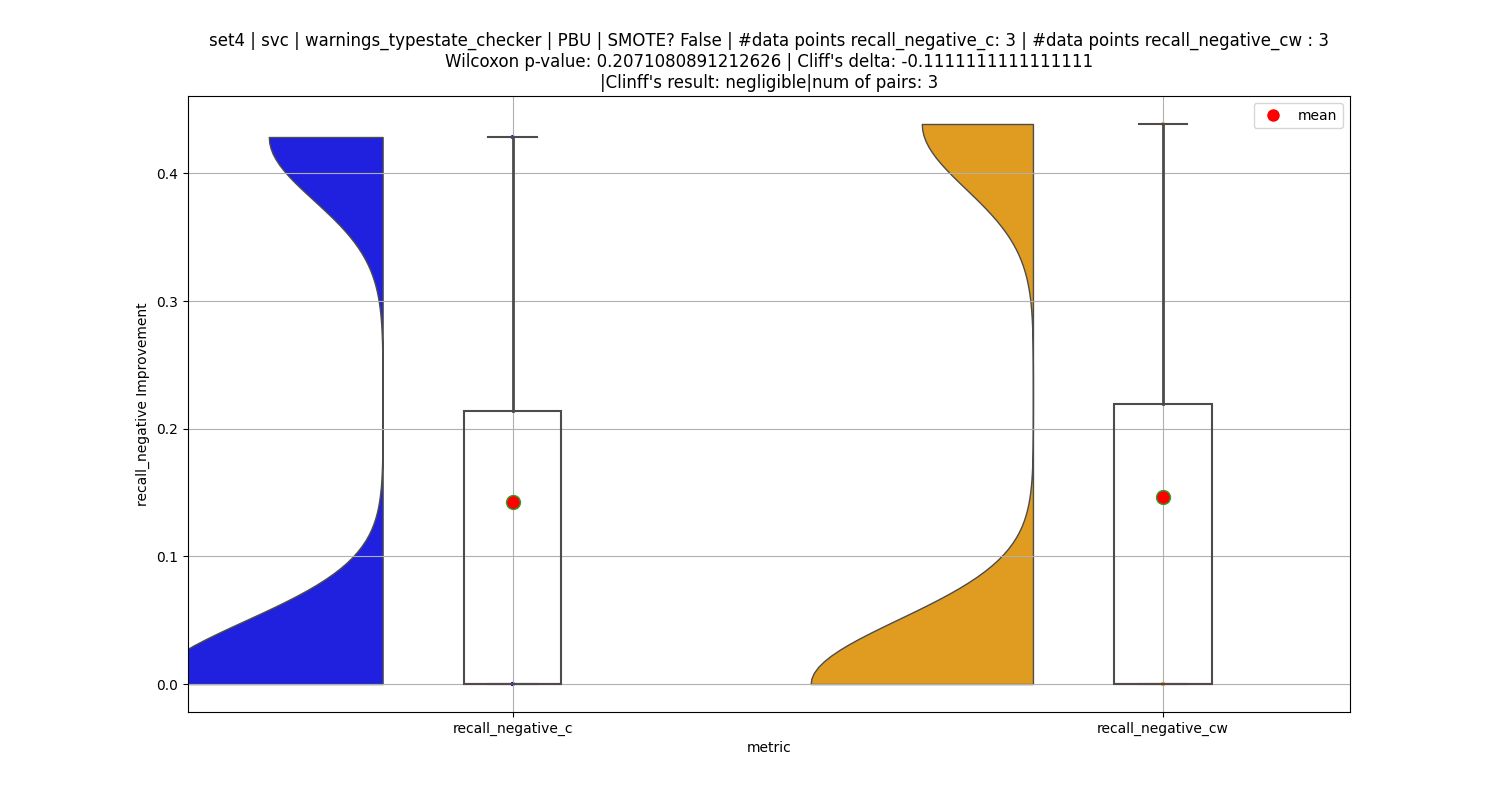 set4 | svc | warnings_typestate_checker | PBU | SMOTE? False | #data points recall_negative_c: 3 | #data points recall_negative_cw : 3
Wilcoxon p-value: 0.2071080891212626 | Cliff's delta: -0.1111111111111111
|Clinff's result: negligible|num of pairs: 3
mean
0.4
0.3
0.2
0.1
0.0
recall_negative Improvement
recall_negative_c
recall_negative_cw
metric